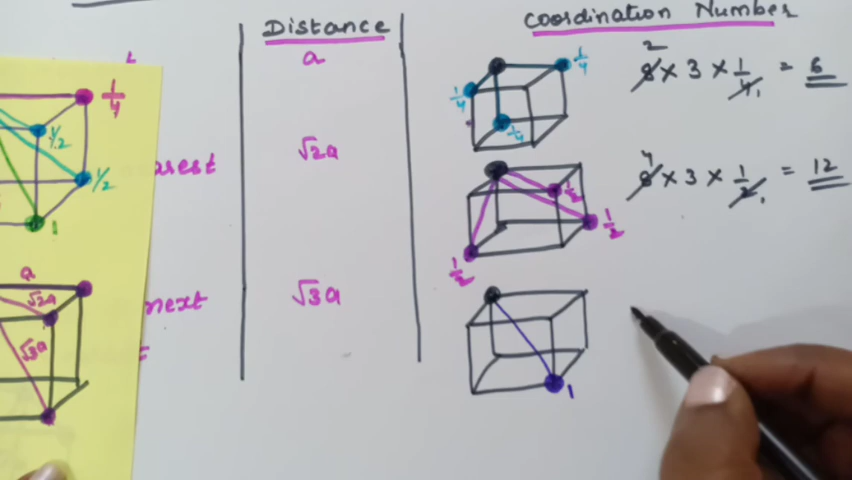 Distance
Coordination Number
a
1/4
1/4
1/4
8 × 3 × 1/4 = 6
2
1
1/4
1/2
1/2
arest
√2a
1/2
1/2
1/2
8 × 3 × 1/2 = 12
4
1
1
a
√2a
√3a
next
√3a
1